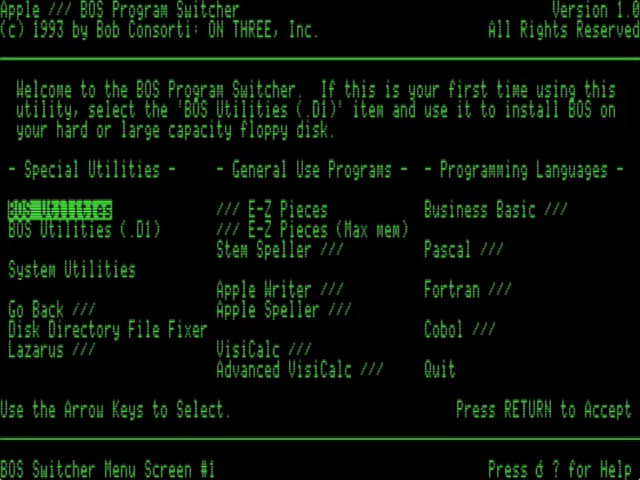 Apple /// BOS Program Switcher Version 1.0
(c) 1993 by Bob Consorti: ON THREE, Inc. All Rights Reserved
Welcome to the BOS Program Switcher. If this is your first time using this
utility, select the 'BOS Utilities (.D1)' item and use it to install BOS on
your hard or large capacity floppy disk.
- Special Utilities - - General Use Programs - - Programming Languages -
BOS Utilities /// E-Z Pieces Business Basic ///
BOS Utilities (.D1) /// E-Z Pieces (Max mem)
Stem Speller /// Pascal ///
System Utilities
Apple Writer /// Fortran ///
Go Back /// Apple Speller ///
Disk Directory File Fixer Cobol ///
Lazarus /// VisiCalc ///
Advanced VisiCalc /// Quit
Use the Arrow Keys to Select. Press RETURN to Accept
BOS Switcher Menu Screen #1 Press ? for Help